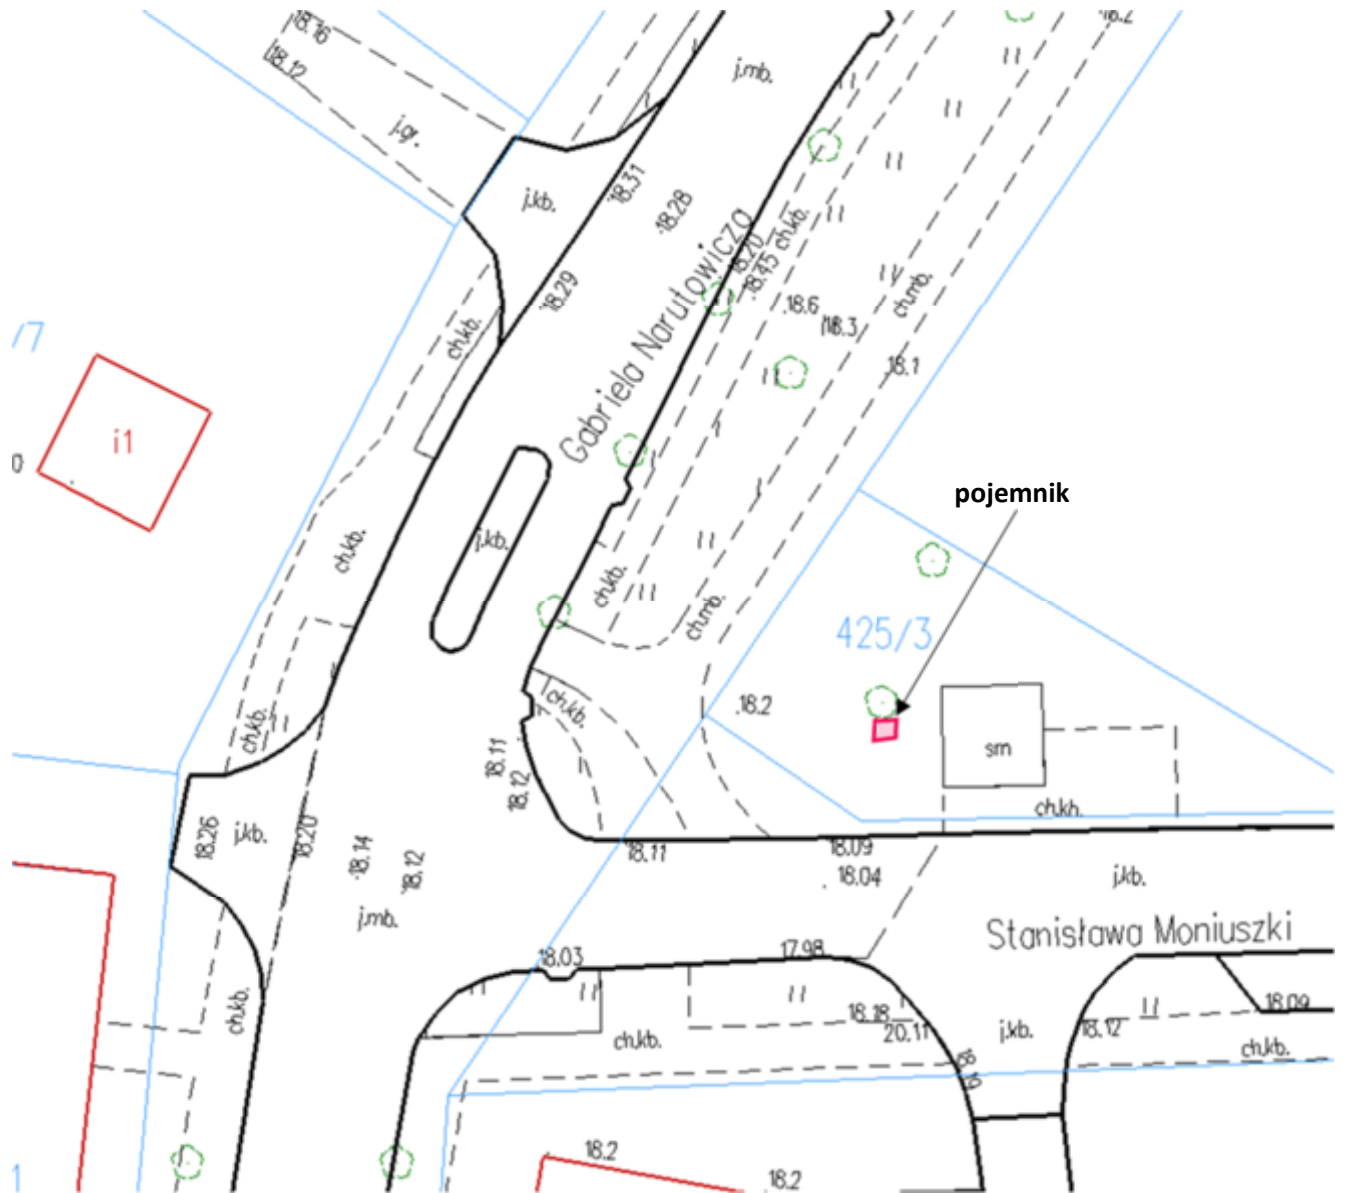 18.16
18.2
18.12
j.mb.
j.gr.
j.kb.
18.31
18.28
Gabriela Narutowicza
ch.kb.
18.20
18.45
ch.mb.
18.29
18.6
18.3
ch.kb.
/7
18.1
i1
0
pojemnik
j.kb.
ch.kb.
ch.kb.
ch.mb.
425/3
ch.kb.
18.2
ch.kb.
sm
18.11
18.12
ch.kh.
18.26
j.kb.
18.20
18.14
18.12
18.11
18.09
18.04
j.kb.
j.mb.
Stanisława Moniuszki
18.03
17.98
ch.kb.
18.18
20.11
j.kb.
18.12
18.09
ch.kb.
ch.kb.
18.19
18.2
18.2
1